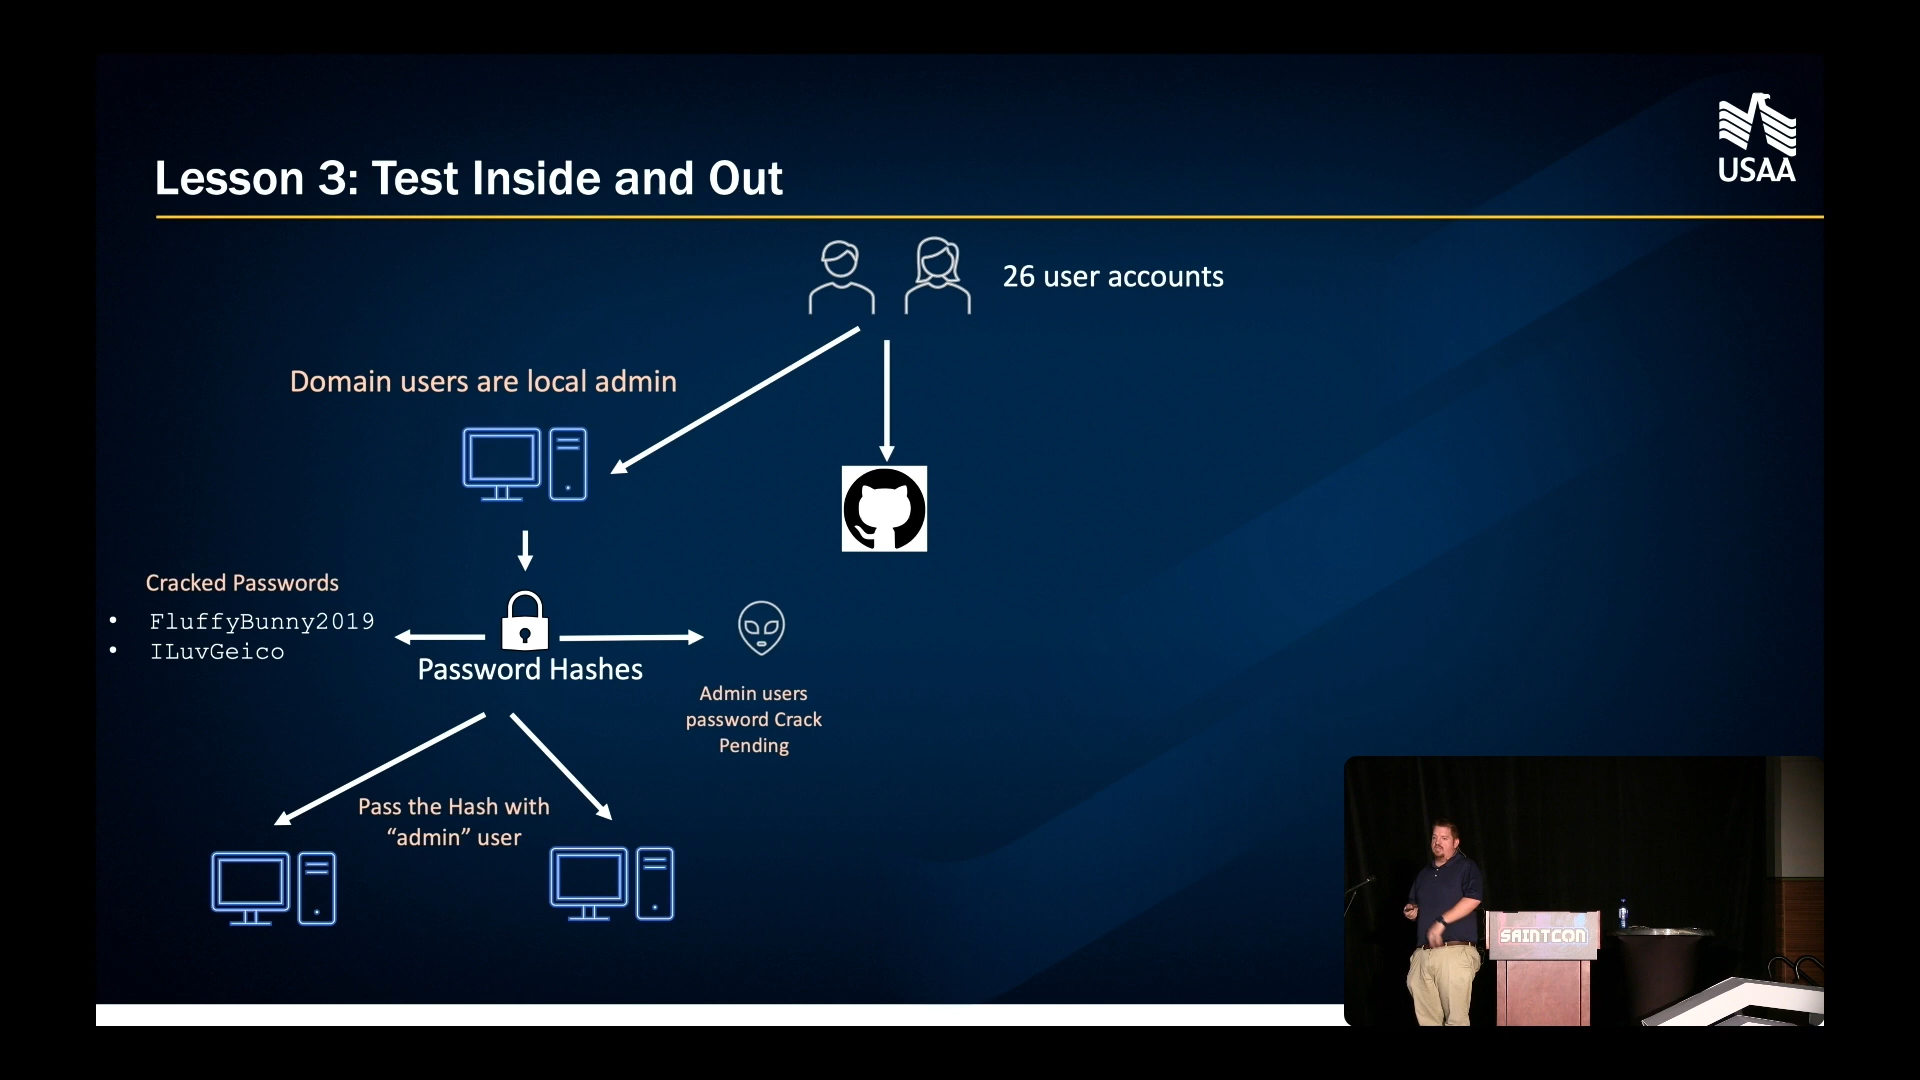 USAA
Lesson 3: Test Inside and Out
26 user accounts
Domain users are local admin
Cracked Passwords
• FluffyBunny2019
• ILuvGeico
Password Hashes
Admin users
password Crack
Pending
Pass the Hash with
“admin” user
SAINTCON